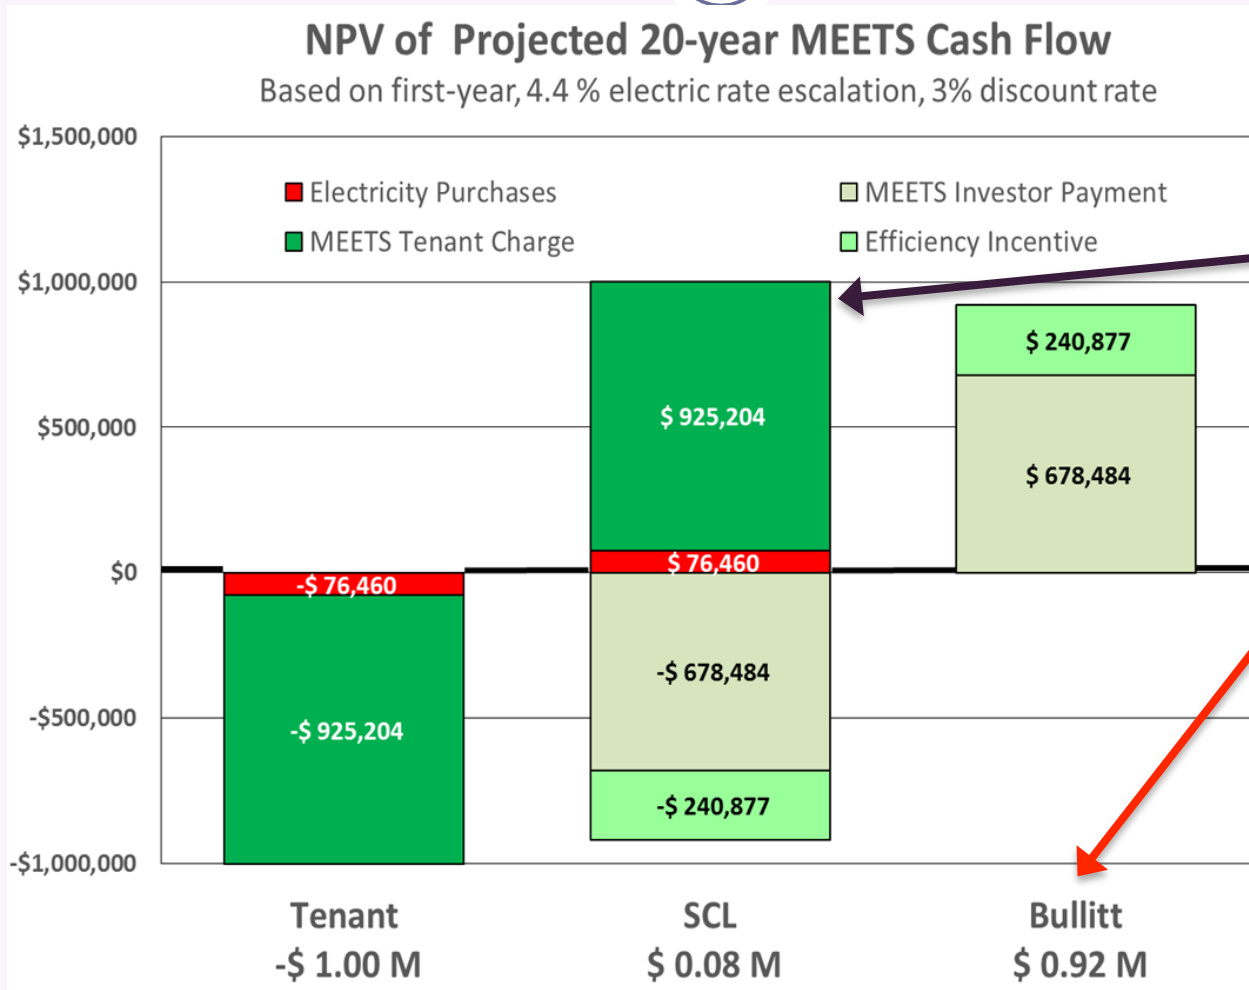 NPV of Projected 20-year MEETS Cash Flow
Based on first-year, 4.4 % electric rate escalation, 3% discount rate
$1,500,000
Electricity Purchases
MEETS Investor Payment
MEETS Tenant Charge
Efficiency Incentive
$1,000,000
$ 240,877
$ 925,204
$500,000
$ 678,484
$ 76,460
$0
-$ 76,460
-$ 678,484
-$500,000
-$ 925,204
-$ 240,877
-$1,000,000
Tenant
SCL
Bullitt
-$ 1.00 M
$ 0.08 M
$ 0.92 M